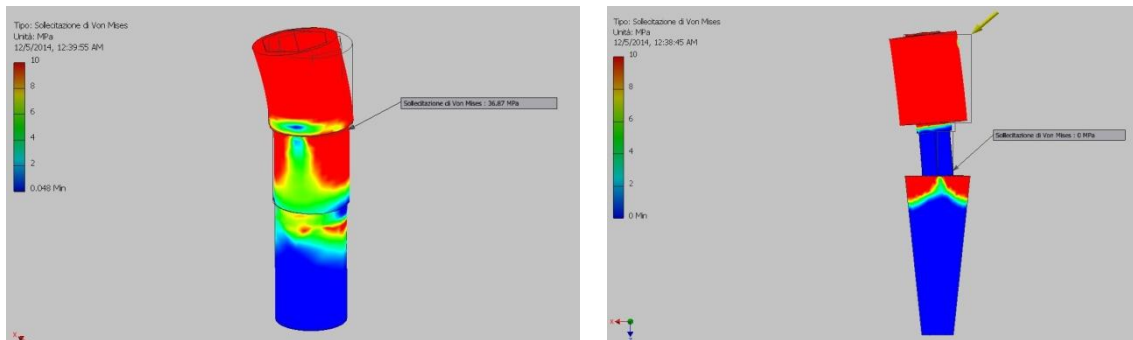 Tipo: Sollecitazione di Von Mises
Unità: MPa
12/5/2014, 12:39:55 AM
10
8
6
4
2
0.048 Min
Sollecitazione di Von Mises : 36.87 MPa
x
Tipo: Sollecitazione di Von Mises
Unità: MPa
12/5/2014, 12:38:45 AM
10
8
6
4
2
0 Min
Sollecitazione di Von Mises : 0 MPa
x